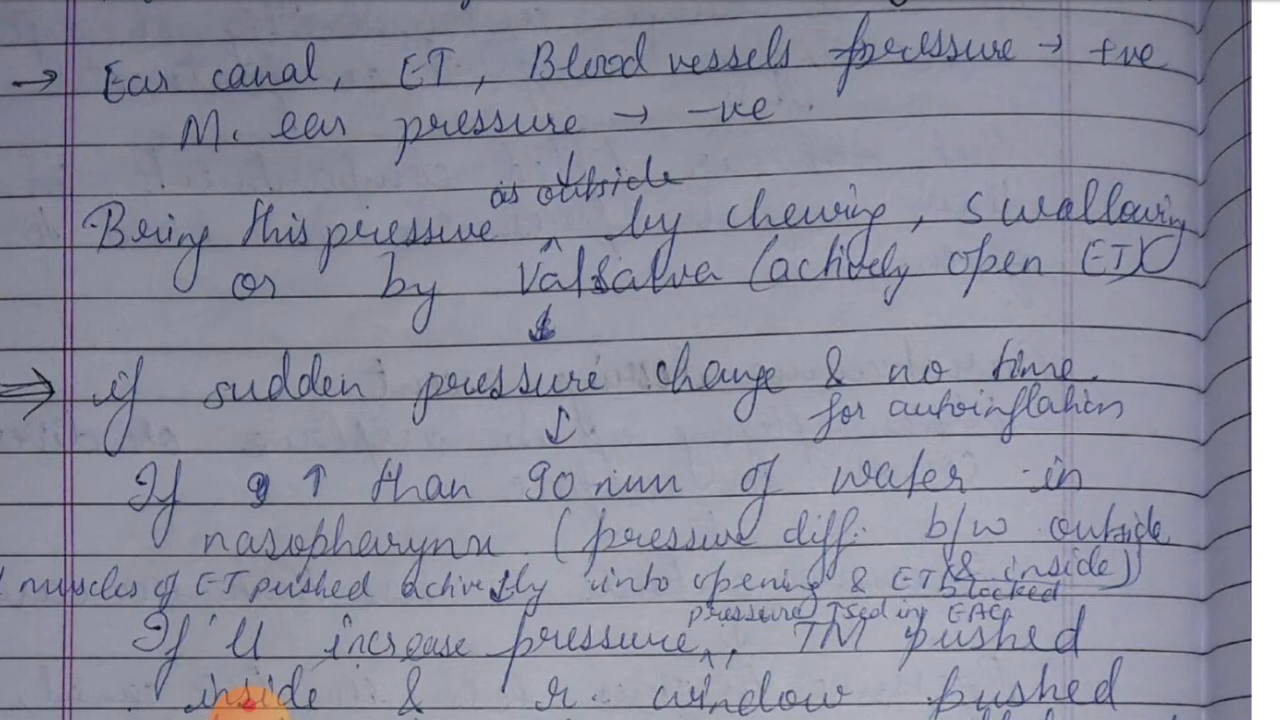 → Ear canal, ET, Blood vessels pressure → +ve
M. ear pressure → -ve.
↓
as outside
Bring this pressure ^ by chewing, swallowing
or by Valsalva (actively open ET)
↓
⇒ if sudden pressure change & no time
for autoinflation
↓
If ↑ than 90 mm of water in
nasopharynx (pressure diff. b/w outside
& inside)
muscles of ET pushed actively into opening & ET blocked
pressure ↑sed in EAC
If u increase pressure ^, TM pushed
inside & r. window pushed